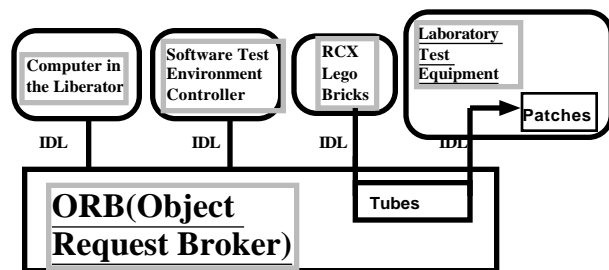 Computer in
the Liberator
Software Test
Environment
Controller
RCX
Lego
Bricks
Laboratory
Test
Equipment
Patches
IDL
IDL
IDL
IDL
ORB(Object
Request Broker)
Tubes